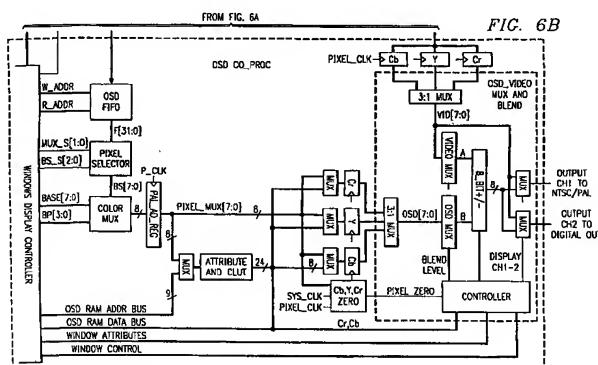 FROM FIG. 6A
FIG. 6B
OSD CO_PROC
PIXEL_CLK
Cb
Y
Cr
OSD_VIDEO
MUX AND
BLEND
3:1 MUX
VID[7:0]
W_ADDR
R_ADDR
OSD
FIFO
F[31:0]
MUX_S[1:0]
BS_S[2:0]
PIXEL
SELECTOR
BS[7:0]
P_CLK
BASE[7:0]
BP[3:0]
COLOR
MUX
8
PAL_AD REG
PIXEL_MUX[7:0]
8
8
MUX
9
ATTRIBUTE
AND CLUT
24
8
MUX
MUX
MUX
Cr
Y
Cb
3:1 MUX
OSD[7:0]
VIDEO MUX
A
OSD MUX
B
8_BIT+/-
8
MUX
MUX
OUTPUT
CH1 TO
NTSC/PAL
OUTPUT
CH2 TO
DIGITAL OUT
BLEND
LEVEL
DISPLAY
CH1-2
SYS_CLK
PIXEL_CLK
Cb,Y,Cr
ZERO
PIXEL ZERO
CONTROLLER
WINDOWS DISPLAY CONTROLLER
OSD RAM ADDR BUS
OSD RAM DATA BUS
Cr,Cb
WINDOW ATTRIBUTES
WINDOW CONTROL